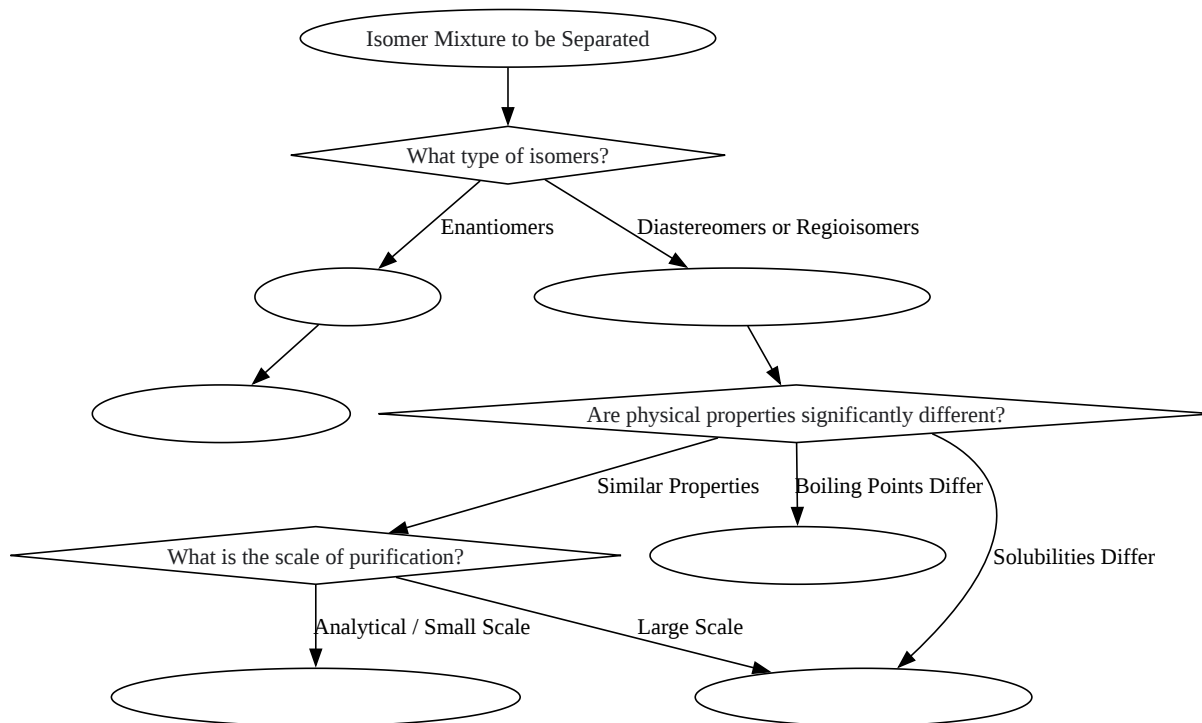 Isomer Mixture to be Separated
What type of isomers?
Enantiomers
Diastereomers or Regioisomers
Are physical properties significantly different?
Similar Properties
Boiling Points Differ
What is the scale of purification?
Solubilities Differ
Analytical / Small Scale
Large Scale